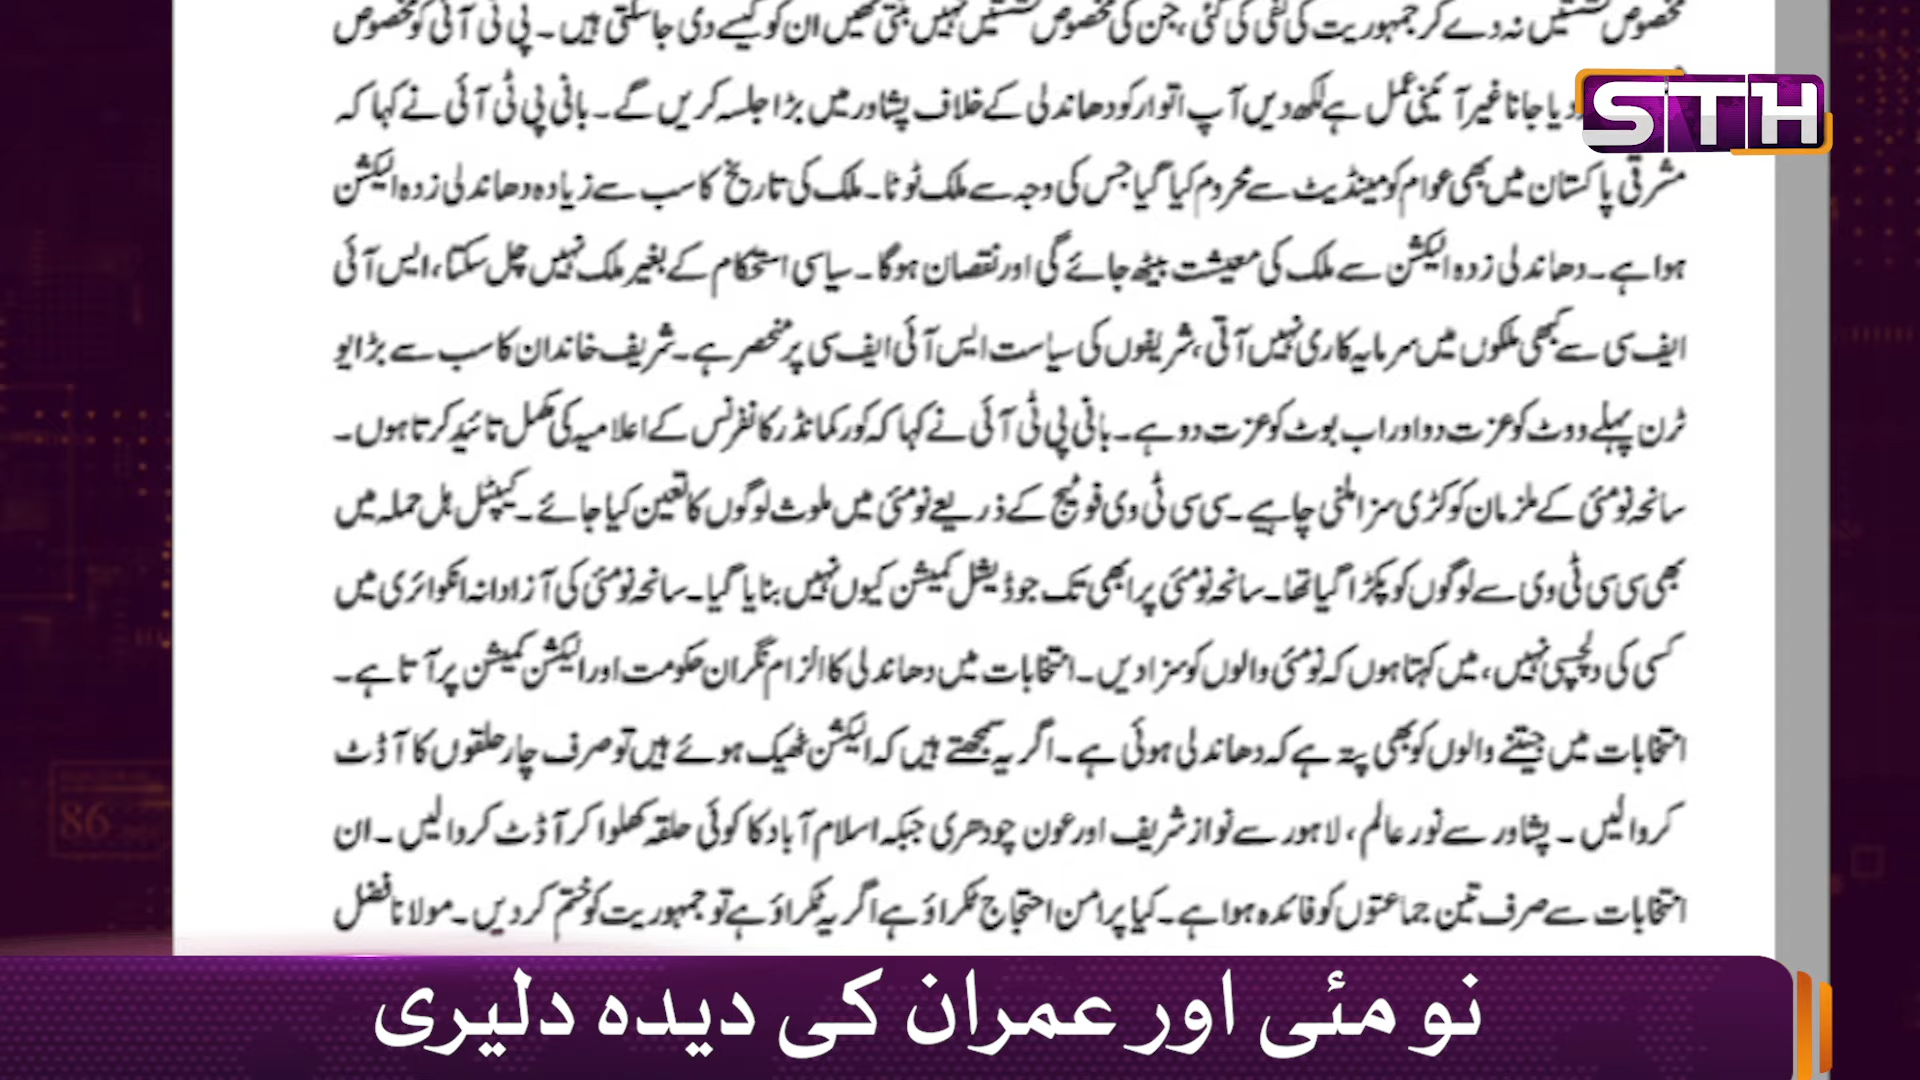 مخصوص نشستیں نہ دے کر جمہوریت کی نفی کی گئی، جن کی مخصوص نشستیں نہیں بنتی تھیں ان کو کیسے دی جاسکتی ہیں۔ پی ٹی آئی کو مخصوص
دیا جانا غیر آئینی عمل ہے لکھ دیں آپ اتوار کو دھاندلی کے خلاف پشاور میں بڑا جلسہ کریں گے۔ بانی پی ٹی آئی نے کہا کہ
STH
مشرقی پاکستان میں بھی عوام کو مینڈیٹ سے محروم کیا گیا جس کی وجہ سے ملک ٹوٹا۔ ملک کی تاریخ کا سب سے زیادہ دھاندلی زدہ الیکشن
ہوا ہے۔ دھاندلی زدہ الیکشن سے ملک کی معیشت بیٹھ جائے گی اور نقصان ہوگا۔ سیاسی استحکام کے بغیر ملک نہیں چل سکتا، ایس آئی
ایف سی سے کبھی ملکوں میں سرمایہ کاری نہیں آتی، شریفوں کی سیاست ایس آئی ایف سی پر منحصر ہے۔ شریف خاندان کا سب سے بڑا یو
ٹرن پہلے ووٹ کو عزت دو اور اب بوٹ کو عزت دو ہے۔ بانی پی ٹی آئی نے کہا کہ کور کمانڈر کانفرنس کے اعلامیہ کی مکمل تائید کرتا ہوں۔
سانحہ نو مئی کے ملزمان کو کڑی سزا ملنی چاہیے۔ سی سی ٹی وی فوٹیج کے ذریعے نو مئی میں ملوث لوگوں کا تعین کیا جائے۔ کیپٹل ہل حملہ میں
بھی سی سی ٹی وی سے لوگوں کو پکڑا گیا تھا۔ سانحہ نو مئی پر ابھی تک جوڈیشل کمیشن کیوں نہیں بنایا گیا۔ سانحہ نو مئی کی آزادانہ انکوائری میں
کسی کی دلچسپی نہیں، میں کہتا ہوں کہ نو مئی والوں کو سزا دیں۔ انتخابات میں دھاندلی کا الزام نگران حکومت اور الیکشن کمیشن پر آتا ہے۔
انتخابات میں جیتنے والوں کو بھی پتہ ہے کہ دھاندلی ہوئی ہے۔ اگر یہ سمجھتے ہیں کہ الیکشن ٹھیک ہوئے ہیں تو صرف چار حلقوں کا آڈٹ
کروا لیں۔ پشاور سے نور عالم، لاہور سے نواز شریف اور عون چودھری جبکہ اسلام آباد کا کوئی حلقہ کھلوا کر آڈٹ کروا لیں۔ ان
انتخابات سے صرف تین جماعتوں کو فائدہ ہوا ہے۔ کیا پرامن احتجاج ٹکراؤ ہے اگر یہ ٹکراؤ ہے تو جمہوریت کو ختم کر دیں۔ مولانا فضل
86
نو مئی اور عمران کی دیدہ دلیری